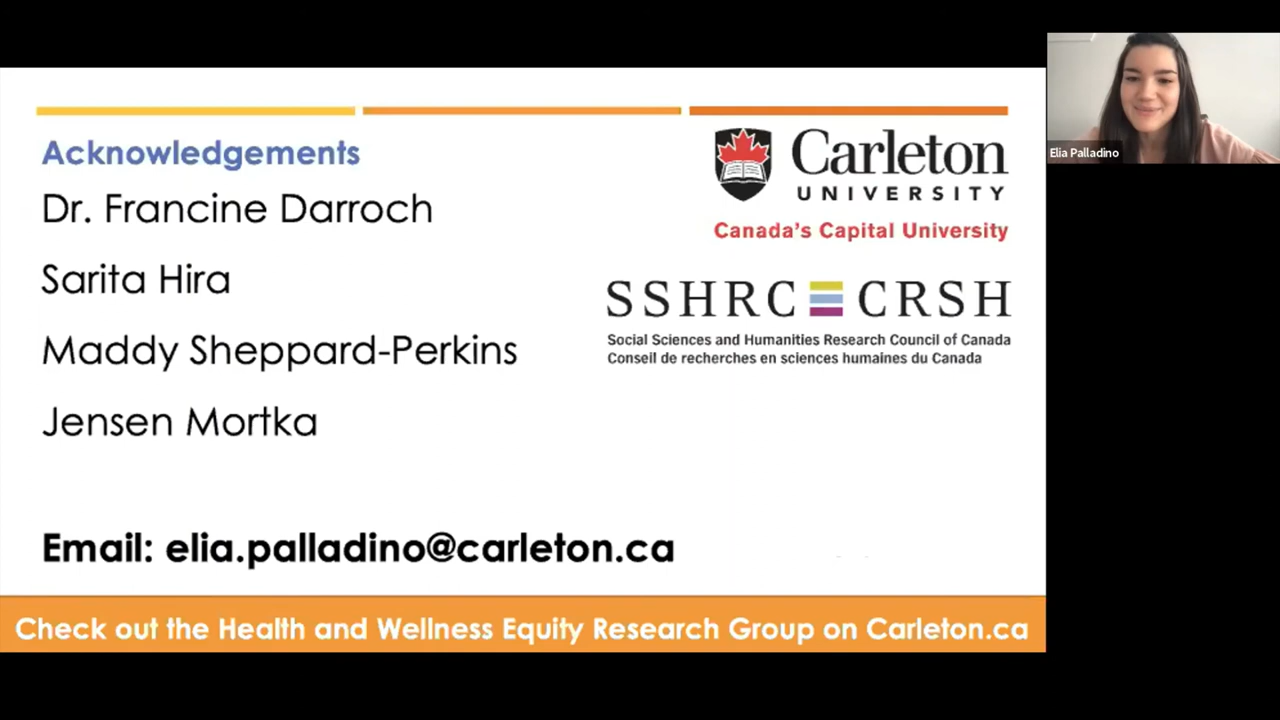 Acknowledgements
Dr. Francine Darroch
Sarita Hira
Maddy Sheppard-Perkins
Jensen Mortka
Email: elia.palladino@carleton.ca
Carleton
UNIVERSITY
Canada's Capital University
SSHRC CRSH
Social Sciences and Humanities Research Council of Canada
Conseil de recherches en sciences humaines du Canada
Check out the Health and Wellness Equity Research Group on Carleton.ca
Elia Palladino